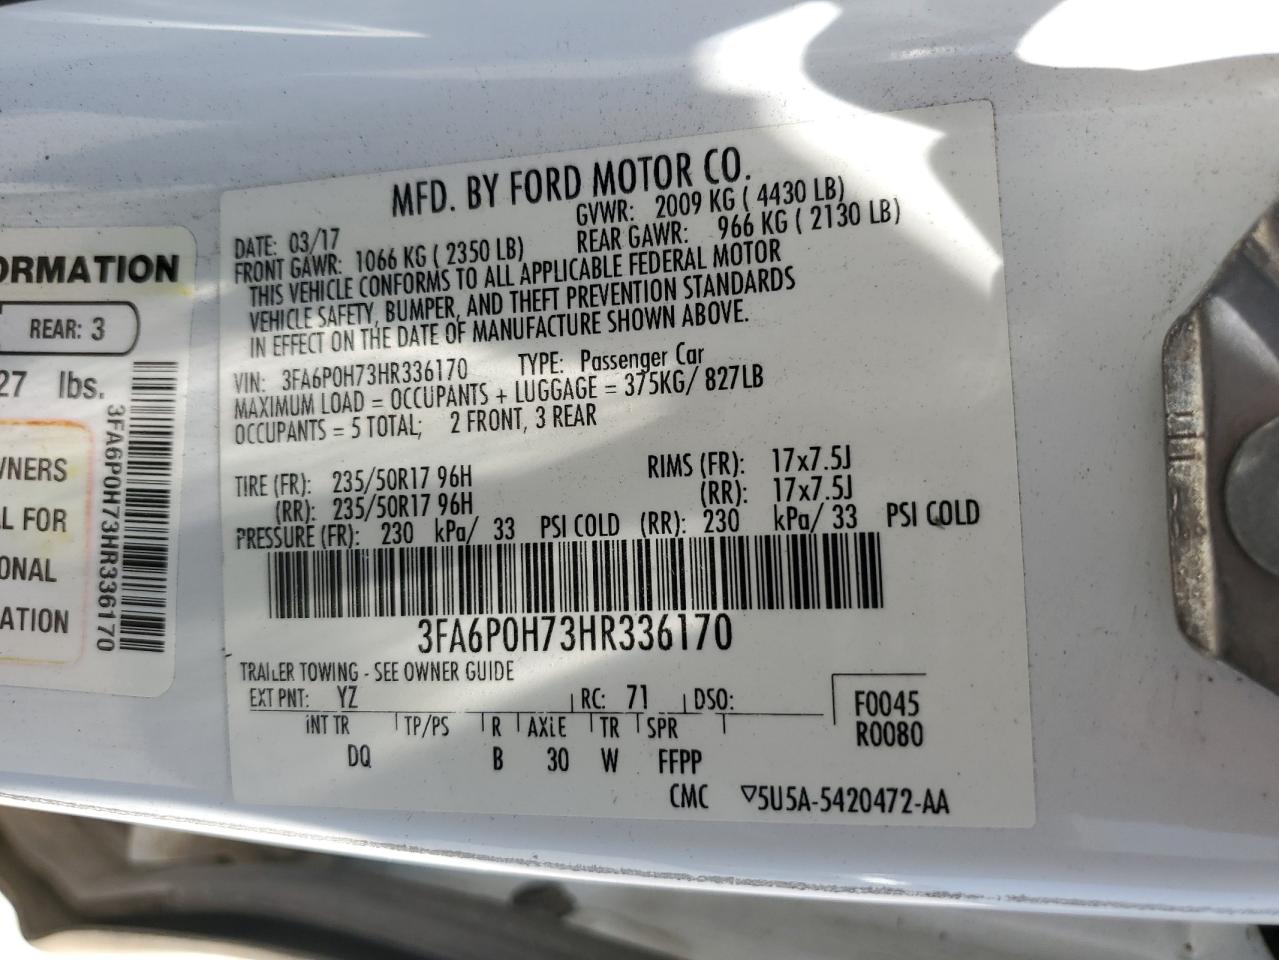 MFD. BY FORD MOTOR CO.
DATE: 03/17 GVWR: 2009 KG ( 4430 LB)
FRONT GAWR: 1066 KG ( 2350 LB) REAR GAWR: 966 KG ( 2130 LB)
THIS VEHICLE CONFORMS TO ALL APPLICABLE FEDERAL MOTOR
VEHICLE SAFETY, BUMPER, AND THEFT PREVENTION STANDARDS
IN EFFECT ON THE DATE OF MANUFACTURE SHOWN ABOVE.
VIN: 3FA6P0H73HR336170 TYPE: Passenger Car
MAXIMUM LOAD = OCCUPANTS + LUGGAGE = 375KG/ 827LB
OCCUPANTS = 5 TOTAL; 2 FRONT, 3 REAR
TIRE (FR): 235/50R17 96H RIMS (FR): 17x7.5J
(RR): 235/50R17 96H (RR): 17x7.5J
PRESSURE (FR): 230 kPa/ 33 PSI COLD (RR): 230 kPa/ 33 PSI COLD
3FA6P0H73HR336170
TRAILER TOWING - SEE OWNER GUIDE
EXT PNT: YZ RC: 71 DSO:
F0045
INT TR TP/PS R AXLE TR SPR
R0080
DQ B 30 W FFPP
CMC 5U5A-5420472-AA
ORMATION
REAR: 3
27 lbs.
NERS
L FOR
ONAL
ATION
3FA6P0H73HR336170